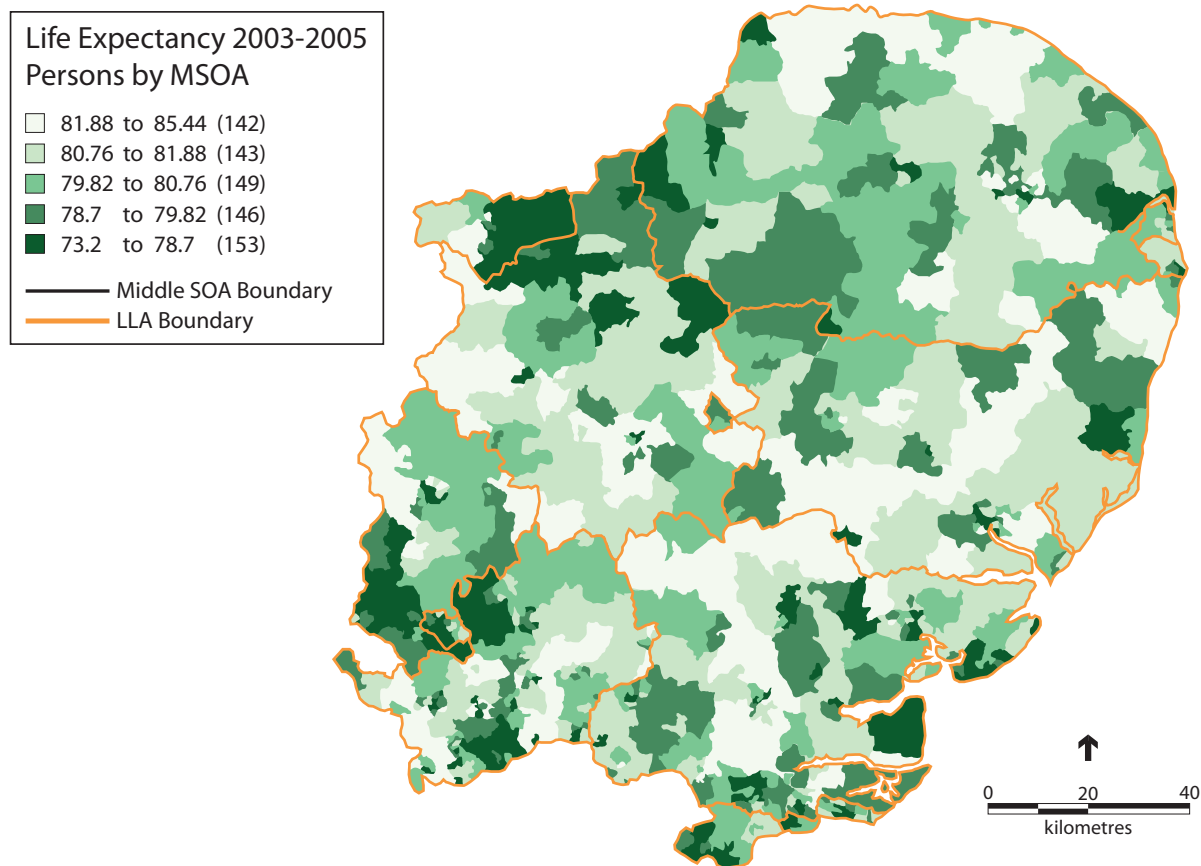 Life Expectancy 2003-2005
Persons by MSOA
81.88 to 85.44 (142)
80.76 to 81.88 (143)
79.82 to 80.76 (149)
78.7 to 79.82 (146)
73.2 to 78.7 (153)
Middle SOA Boundary
LLA Boundary
0 20 40
kilometres